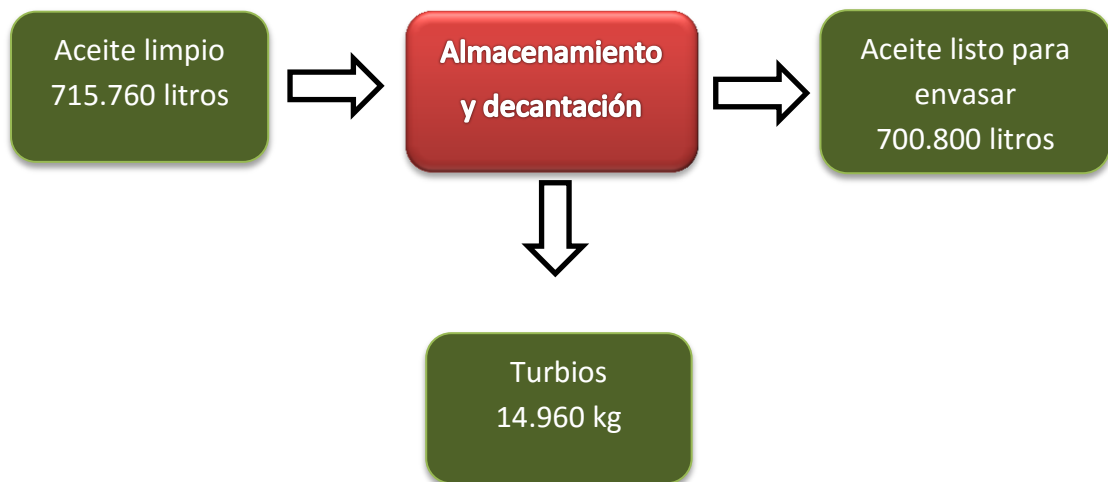 Aceite limpio
715.760 litros
Almacenamiento
y decantación
Aceite listo para
envasar
700.800 litros
Turbios
14.960 kg